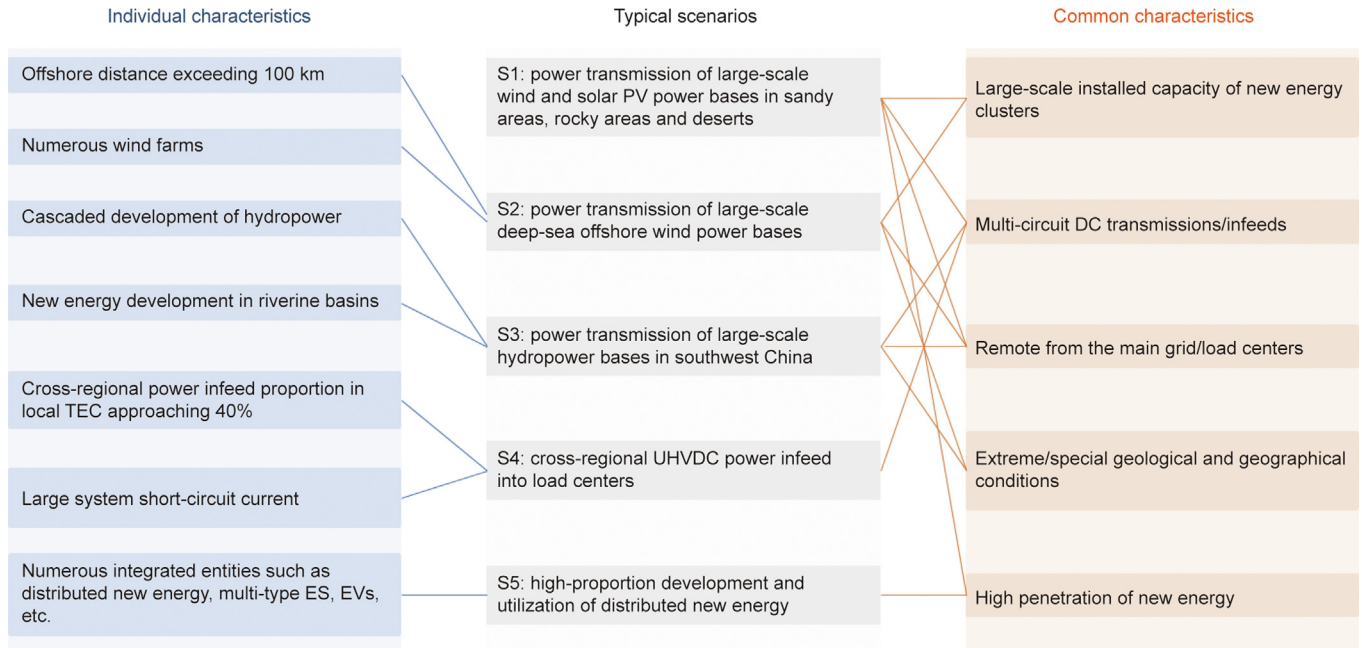 Individual characteristics
Typical scenarios
Common characteristics
Offshore distance exceeding 100 km
Numerous wind farms
Cascaded development of hydropower
New energy development in riverine basins
Cross-regional power infeed proportion in
local TEC approaching 40%
Large system short-circuit current
Numerous integrated entities such as
distributed new energy, multi-type ES, EVs,
etc.
S1: power transmission of large-scale
wind and solar PV power bases in sandy
areas, rocky areas and deserts
S2: power transmission of large-scale
deep-sea offshore wind power bases
S3: power transmission of large-scale
hydropower bases in southwest China
S4: cross-regional UHVDC power infeed
into load centers
S5: high-proportion development and
utilization of distributed new energy
Large-scale installed capacity of new energy
clusters
Multi-circuit DC transmissions/infeeds
Remote from the main grid/load centers
Extreme/special geological and geographical
conditions
High penetration of new energy